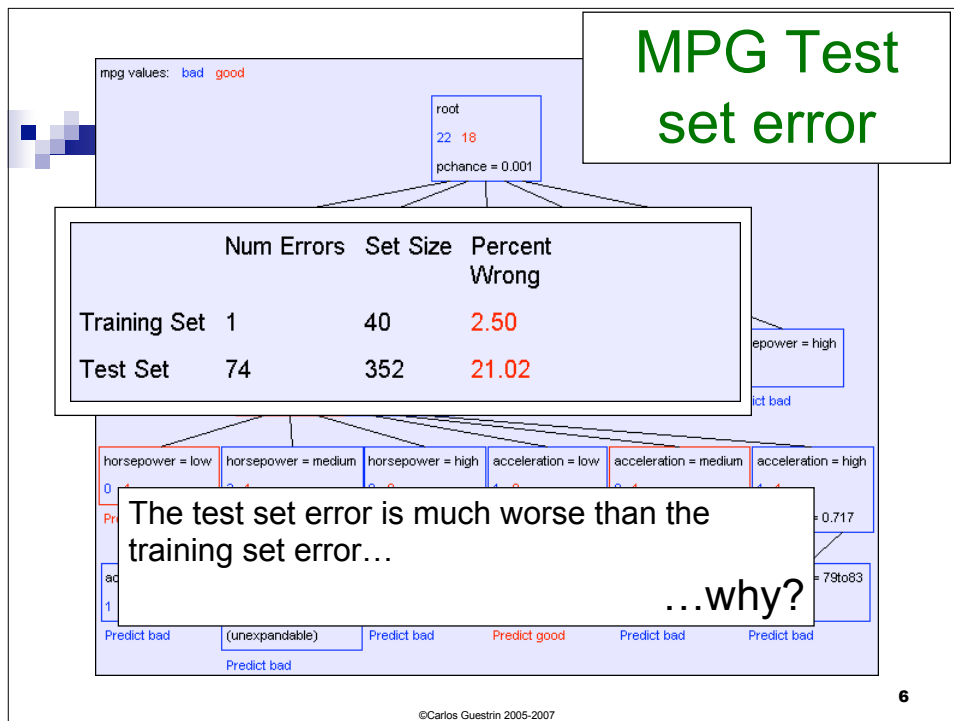 MPG Test
set error
mpg values: bad good
root
22 18
pchance = 0.001
Num Errors Set Size Percent
Wrong
Training Set 1 40 2.50
Test Set 74 352 21.02
epower = high
ict bad
horsepower = low horsepower = medium horsepower = high acceleration = low acceleration = medium acceleration = high
0
Pr
= 0.717
The test set error is much worse than the
training set error…
…why?
ac
1
= 79to83
Predict bad (unexpandable) Predict bad Predict good Predict bad Predict bad
Predict bad
6
©Carlos Guestrin 2005-2007